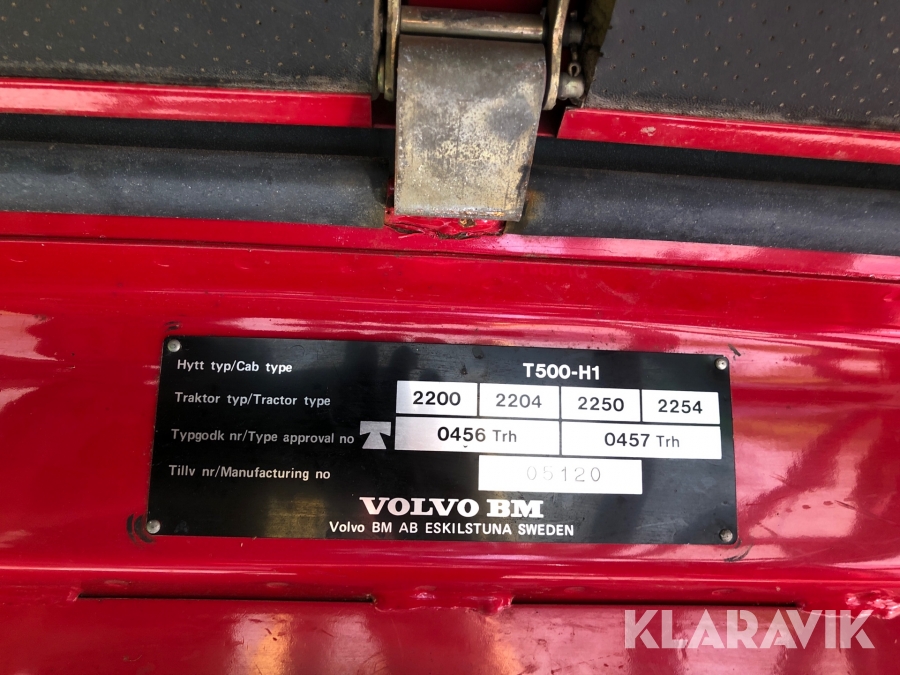 Hytt typ/Cab type T500-H1
Traktor typ/Tractor type 2200 2204 2250 2254
Typgodk nr/Type approval no 0456 Trh 0457 Trh
Tillv nr/Manufacturing no 05120
VOLVO BM
Volvo BM AB ESKILSTUNA SWEDEN
KLARAVIK